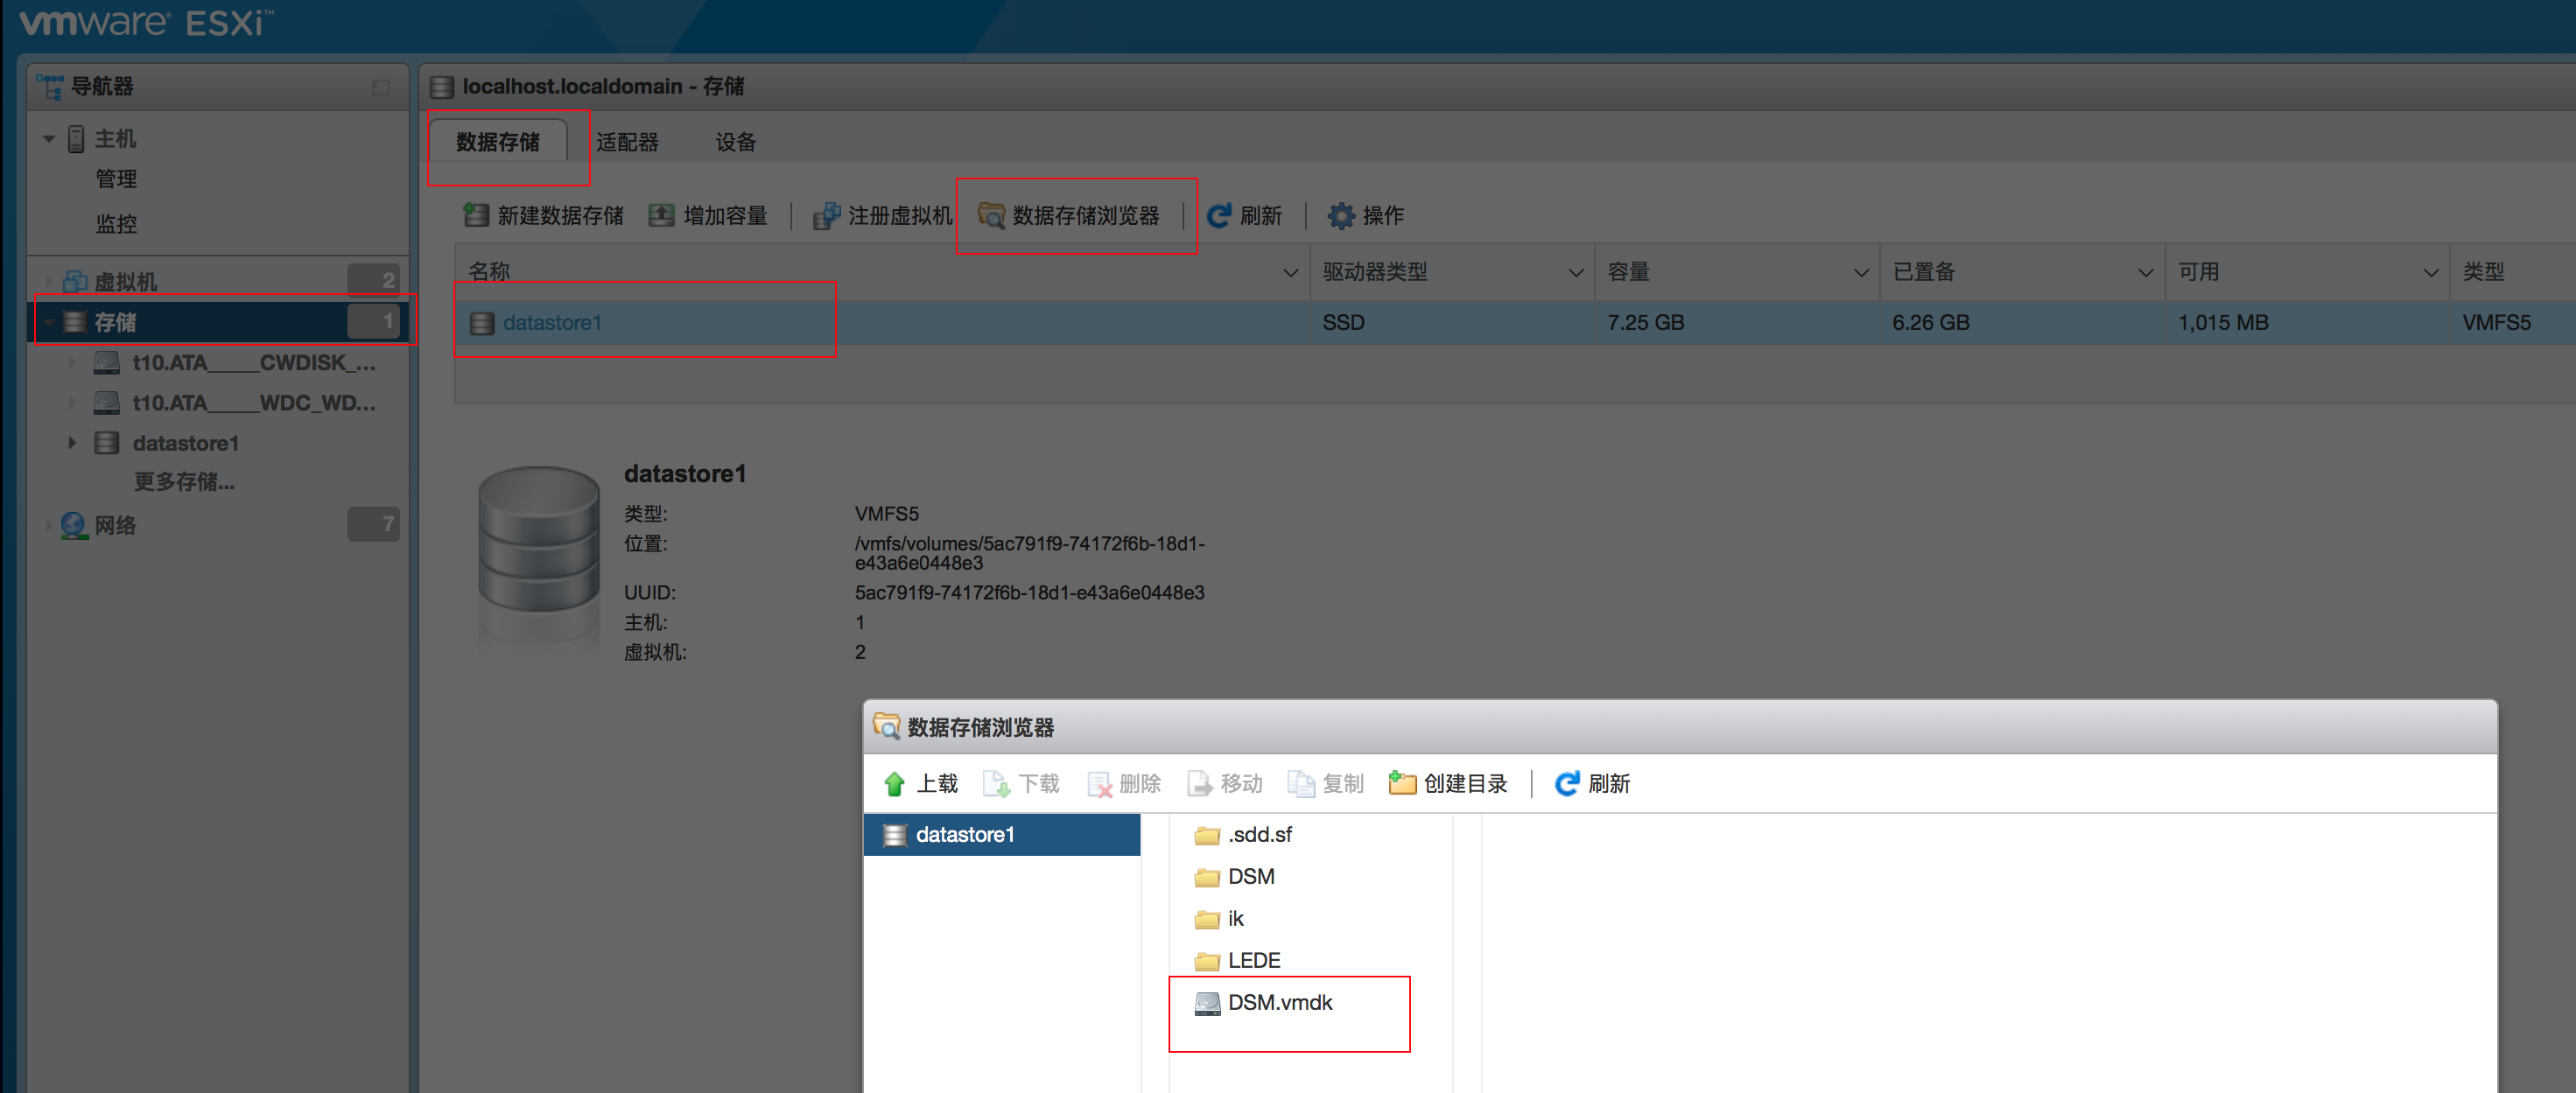 vmware® ESXi™
导航器
主机
管理
监控
虚拟机 2
存储 1
t10.ATA_____CWDISK_...
t10.ATA_____WDC_WD...
datastore1
更多存储...
网络 7
localhost.localdomain - 存储
数据存储 适配器 设备
新建数据存储 增加容量 注册虚拟机 数据存储浏览器 刷新 操作
名称 驱动器类型 容量 已置备 可用 类型
datastore1 SSD 7.25 GB 6.26 GB 1,015 MB VMFS5
datastore1
类型: VMFS5
位置: /vmfs/volumes/5ac791f9-74172f6b-18d1-
e43a6e0448e3
UUID: 5ac791f9-74172f6b-18d1-e43a6e0448e3
主机: 1
虚拟机: 2
数据存储浏览器
上载 下载 删除 移动 复制 创建目录 刷新
datastore1
.sdd.sf
DSM
ik
LEDE
DSM.vmdk